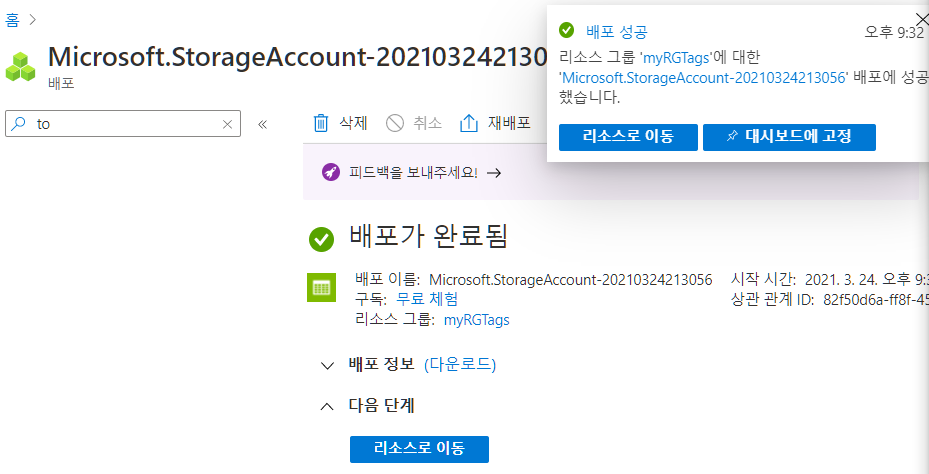 홈
Microsoft.StorageAccount-2021032421305
배포
to
삭제
취소
재배포
피드백을 보내주세요!
배포 성공
오후 9:32
리소스 그룹 'myRGTags'에 대한
'Microsoft.StorageAccount-20210324213056' 배포에 성공
했습니다.
리소스로 이동
대시보드에 고정
배포가 완료됨
배포 이름: Microsoft.StorageAccount-20210324213056
시작 시간: 2021. 3. 24. 오후 9:3
구독: 무료 체험
상관 관계 ID: 82f50d6a-ff8f-45
리소스 그룹: myRGTags
배포 정보 (다운로드)
다음 단계
리소스로 이동